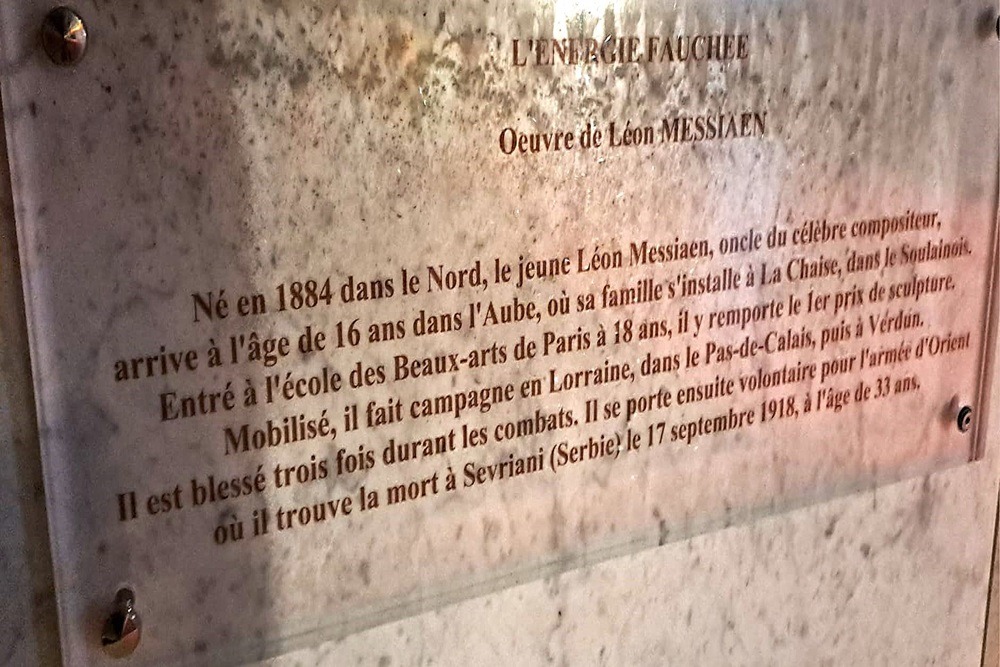 L'ENERGIE FAUCHEE
Oeuvre de Léon MESSIAEN
Né en 1884 dans le Nord, le jeune Léon Messiaen, oncle du célèbre compositeur,
arrive à l'âge de 16 ans dans l'Aube, où sa famille s'installe à La Chaise, dans le Soulainois.
Entré à l'école des Beaux-arts de Paris à 18 ans, il y remporte le 1er prix de sculpture.
Mobilisé, il fait campagne en Lorraine, dans le Pas-de-Calais, puis à Verdun.
Il est blessé trois fois durant les combats. Il se porte ensuite volontaire pour l'armée d'Orient
où il trouve la mort à Sevriani (Serbie) le 17 septembre 1918, à l'âge de 33 ans.